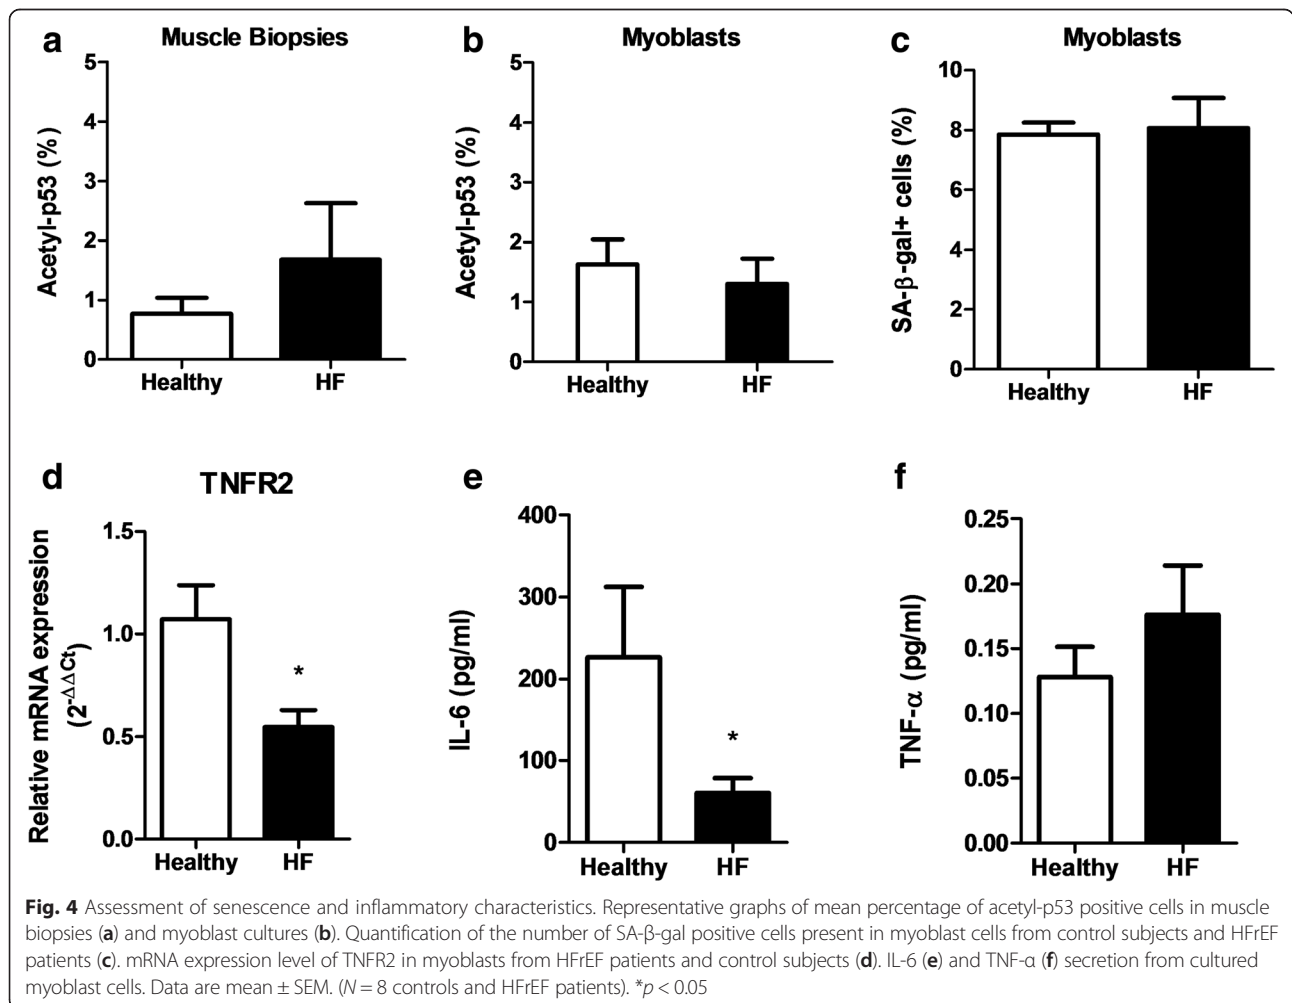 a Muscle Biopsies
Acetyl-p53 (%)
5
4
3
2
1
0
Healthy HF
b Myoblasts
Acetyl-p53 (%)
5
4
3
2
1
0
Healthy HF
c Myoblasts
SA-β-gal+ cells (%)
10
8
6
4
2
0
Healthy HF
d TNFR2
Relative mRNA expression
(2-ΔΔCt)
1.5
1.0
0.5
0.0
*
Healthy HF
e
IL-6 (pg/ml)
400
300
200
100
0
*
Healthy HF
f
TNF-α (pg/ml)
0.25
0.20
0.15
0.10
0.05
0.00
Healthy HF
Fig. 4 Assessment of senescence and inflammatory characteristics. Representative graphs of mean percentage of acetyl-p53 positive cells in muscle
biopsies (a) and myoblast cultures (b). Quantification of the number of SA-β-gal positive cells present in myoblast cells from control subjects and HFrEF
patients (c). mRNA expression level of TNFR2 in myoblasts from HFrEF patients and control subjects (d). IL-6 (e) and TNF-α (f) secretion from cultured
myoblast cells. Data are mean ± SEM. (N = 8 controls and HFrEF patients). *p < 0.05